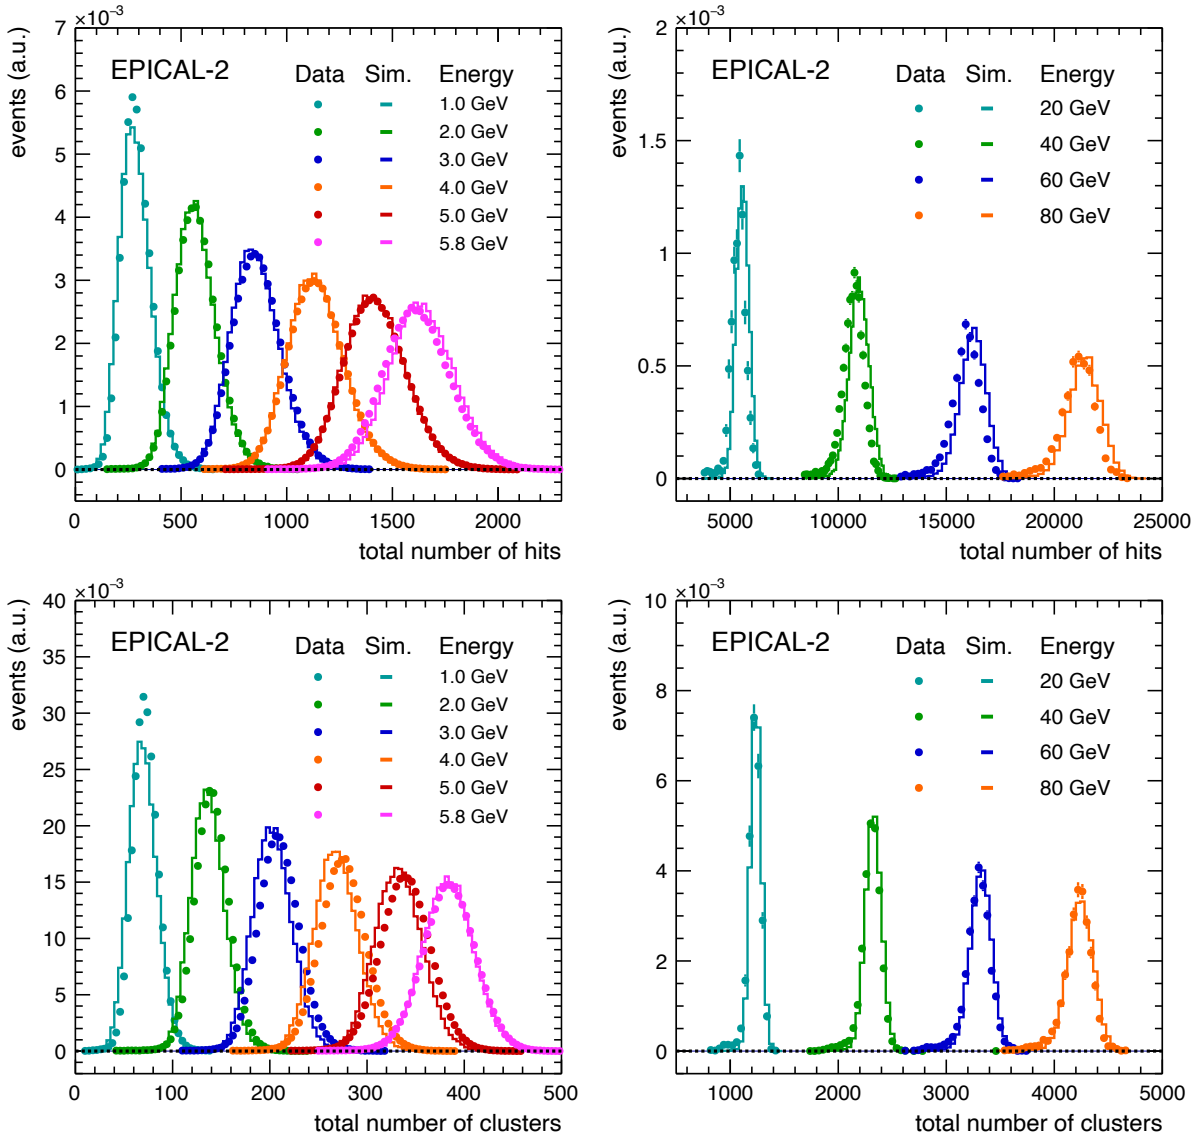 ×10⁻³
events (a.u.)
7
6
5
4
3
2
1
0
EPICAL-2
Data Sim. Energy
1.0 GeV
2.0 GeV
3.0 GeV
4.0 GeV
5.0 GeV
5.8 GeV
0 500 1000 1500 2000
total number of hits
×10⁻³
events (a.u.)
2
1.5
1
0.5
0
EPICAL-2
Data Sim. Energy
20 GeV
40 GeV
60 GeV
80 GeV
5000 10000 15000 20000 25000
total number of hits
×10⁻³
events (a.u.)
40
35
30
25
20
15
10
5
0
EPICAL-2
Data Sim. Energy
1.0 GeV
2.0 GeV
3.0 GeV
4.0 GeV
5.0 GeV
5.8 GeV
0 100 200 300 400 500
total number of clusters
×10⁻³
events (a.u.)
10
8
6
4
2
0
EPICAL-2
Data Sim. Energy
20 GeV
40 GeV
60 GeV
80 GeV
1000 2000 3000 4000 5000
total number of clusters